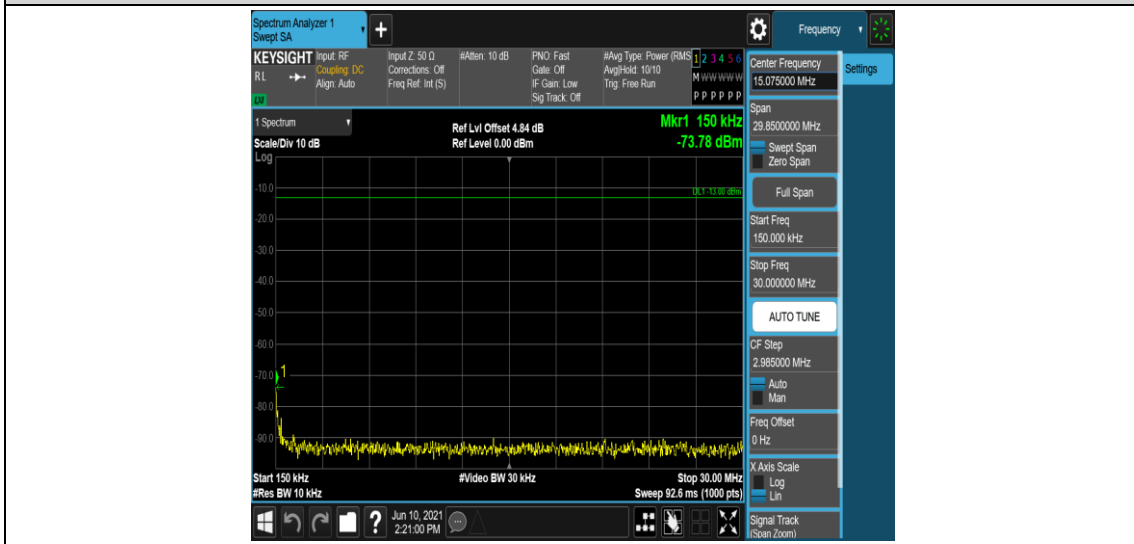 Spectrum Analyzer 1
Swept SA
+
Frequency
KEYSIGHT
RL
LXI
Input: RF
Coupling: DC
Align: Auto
Input Z: 50 Ω
Corrections: Off
Freq Ref: Int (S)
#Atten: 10 dB
PNO: Fast
Gate: Off
IF Gain: Low
Sig Track: Off
#Avg Type: Power (RMS
Avg|Hold: 10/10
Trig: Free Run
1 2 3 4 5 6
M W W W W W
P P P P P P
1 Spectrum
Scale/Div 10 dB
Log
Ref Lvl Offset 4.84 dB
Ref Level 0.00 dBm
Mkr1 150 kHz
-73.78 dBm
-10.0
DL1 -13.00 dBm
-20.0
-30.0
-40.0
-50.0
-60.0
-70.0
1
-80.0
-90.0
Start 150 kHz
#Res BW 10 kHz
#Video BW 30 kHz
Stop 30.00 MHz
Sweep 92.6 ms (1000 pts)
?
Jun 10, 2021
2:21:00 PM
Center Frequency
15.075000 MHz
Settings
Span
29.8500000 MHz
Swept Span
Zero Span
Full Span
Start Freq
150.000 kHz
Stop Freq
30.000000 MHz
AUTO TUNE
CF Step
2.985000 MHz
Auto
Man
Freq Offset
0 Hz
X Axis Scale
Log
Lin
Signal Track
(Span Zoom)